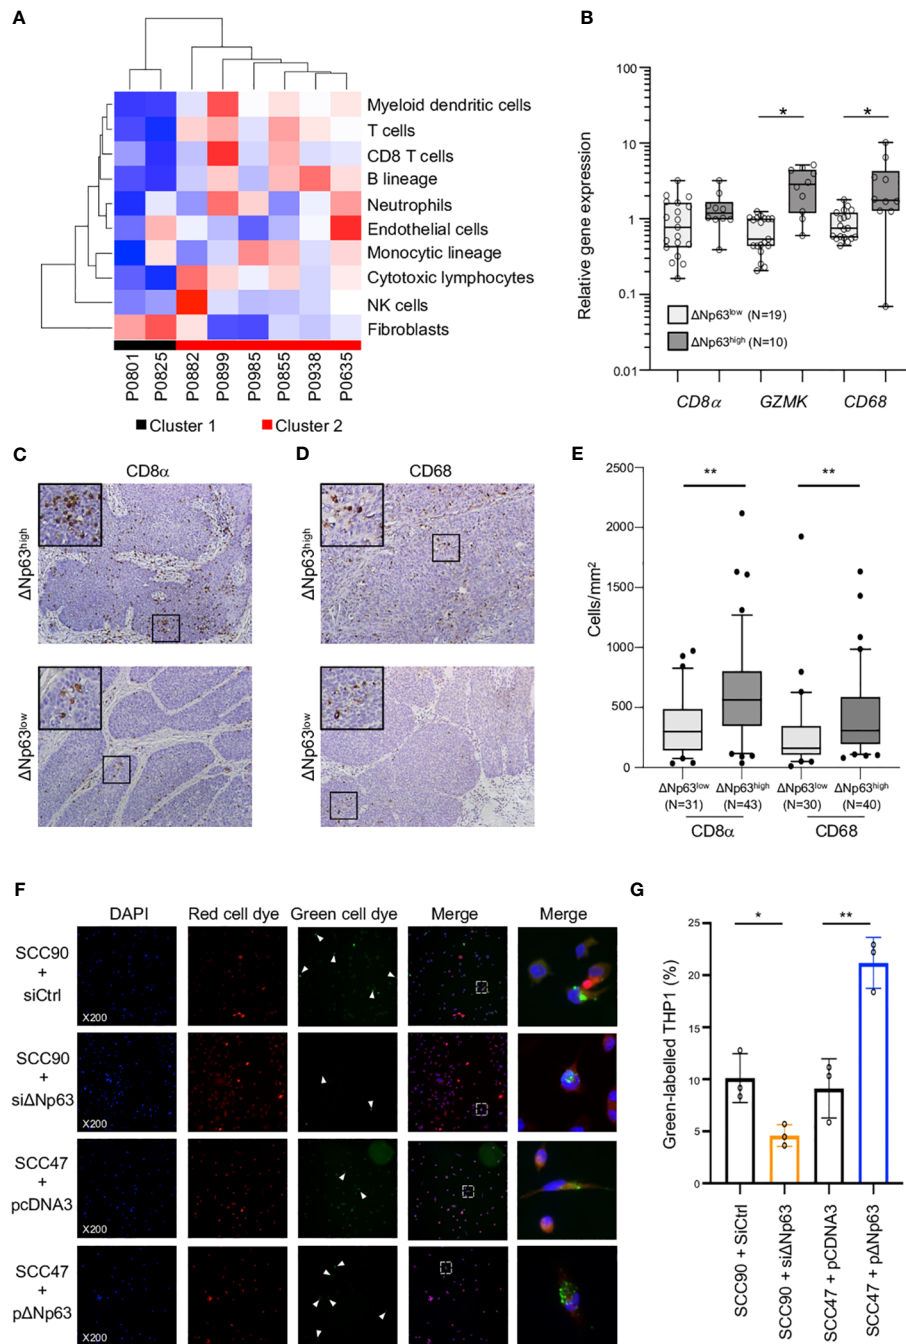 A
Myeloid dendritic cells
T cells
CD8 T cells
B lineage
Neutrophils
Endothelial cells
Monocytic lineage
Cytotoxic lymphocytes
NK cells
Fibroblasts
P0801
P0825
P0882
P0899
P0985
P0855
P0938
P0635
Cluster 1
Cluster 2
B
Relative gene expression
100
10
1
0.1
0.01
*
*
ΔNp63low (N=19)
ΔNp63high (N=10)
CD8α
GZMK
CD68
C
CD8α
ΔNp63high
ΔNp63low
D
CD68
E
Cells/mm²
2500
2000
1500
1000
500
0
**
**
ΔNp63low ΔNp63high ΔNp63low ΔNp63high
(N=31) (N=43) (N=30) (N=40)
CD8α
CD68
F
DAPI
Red cell dye
Green cell dye
Merge
Merge
SCC90
+
siCtrl
X200
SCC90
+
siΔNp63
X200
SCC47
+
pcDNA3
X200
SCC47
+
pΔNp63
X200
G
Green-labelled THP1 (%)
25
20
15
10
5
0
*
**
SCC90 + SiCtrl
SCC90 + siΔNp63
SCC47 + pCDNA3
SCC47 + pΔNp63